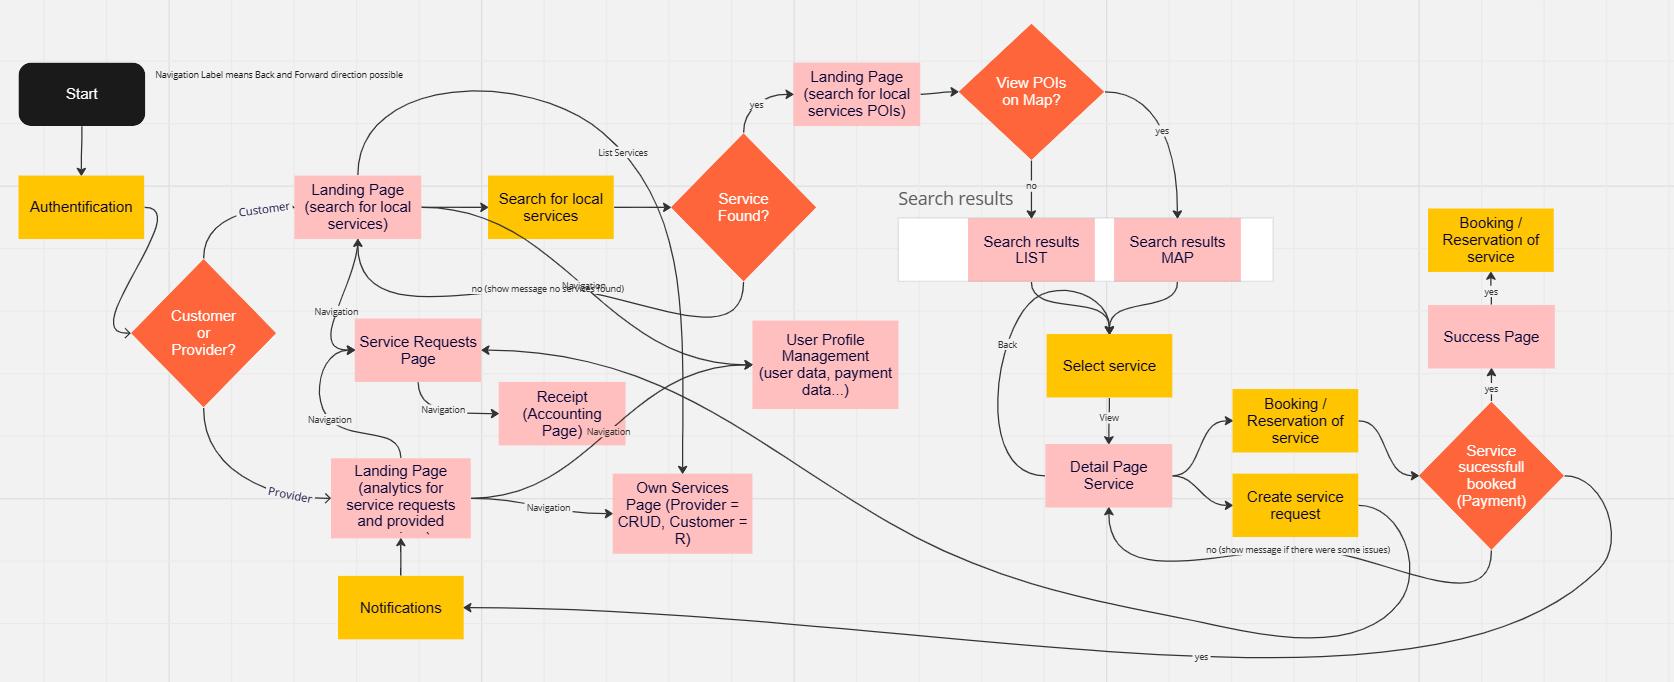 Start
Navigation Label means Back and Forward direction possible
Authentification
Customer
or
Provider?
Customer
Provider
Landing Page
(search for local
services)
List Services
Search for local
services
Service
Found?
yes
no (show message no services found)
Navigation
Landing Page
(search for local
services POIs)
View POIs
on Map?
yes
no
Search results
Search results
LIST
Search results
MAP
Navigation
Service Requests
Page
Navigation
Receipt
(Accounting
Page)
Navigation
User Profile
Management
(user data, payment
data...)
Navigation
Landing Page
(analytics for
service requests
and provided
Navigation
Own Services
Page (Provider =
CRUD, Customer =
R)
Notifications
Back
Select service
View
Detail Page
Service
Booking /
Reservation of
service
Create service
request
no (show message if there were some issues)
Service
sucessfull
booked
(Payment)
yes
Success Page
yes
Booking /
Reservation of
service
yes